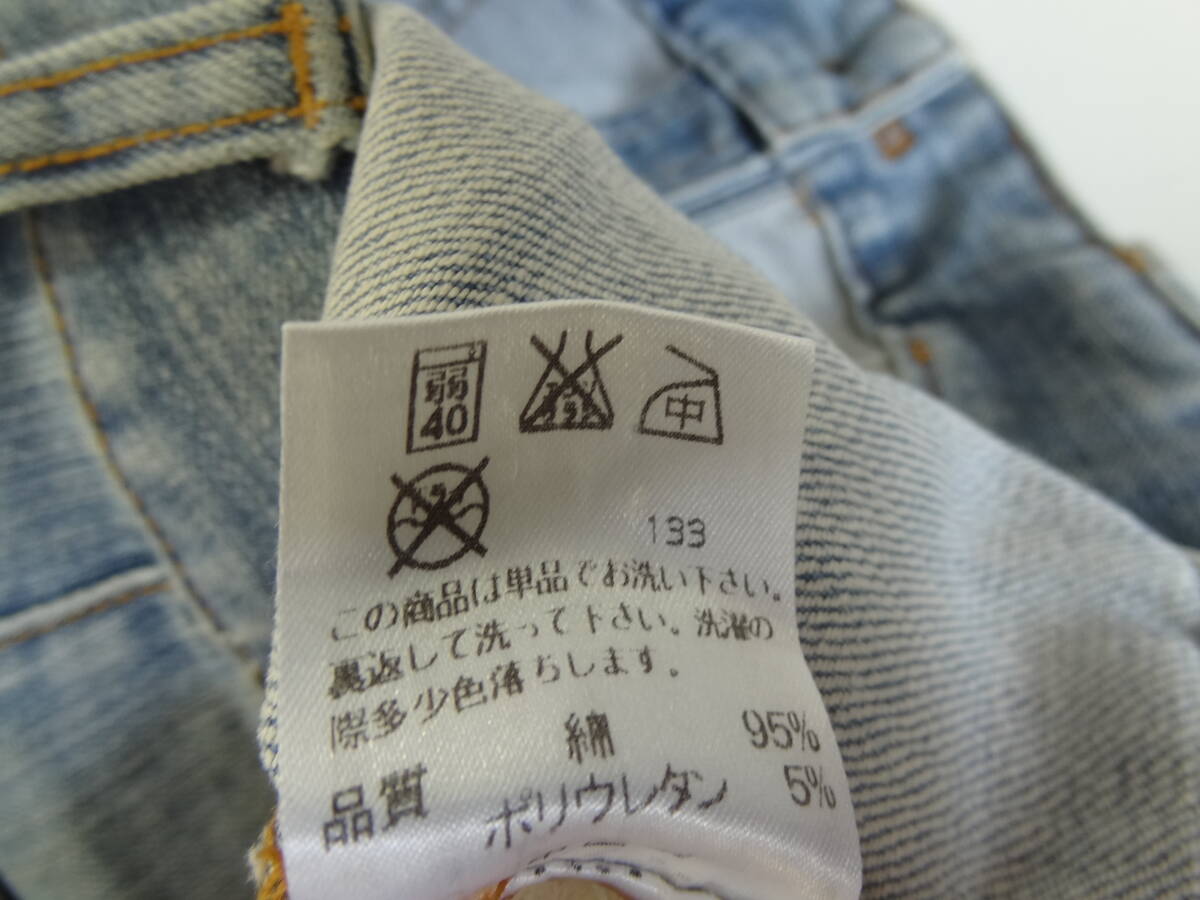 弱
40
中
133
この商品は単品でお洗い下さい。
裏返して洗って下さい。洗濯の
際多少色落ちします。
綿 95%
品質 ポリウレタン 5%